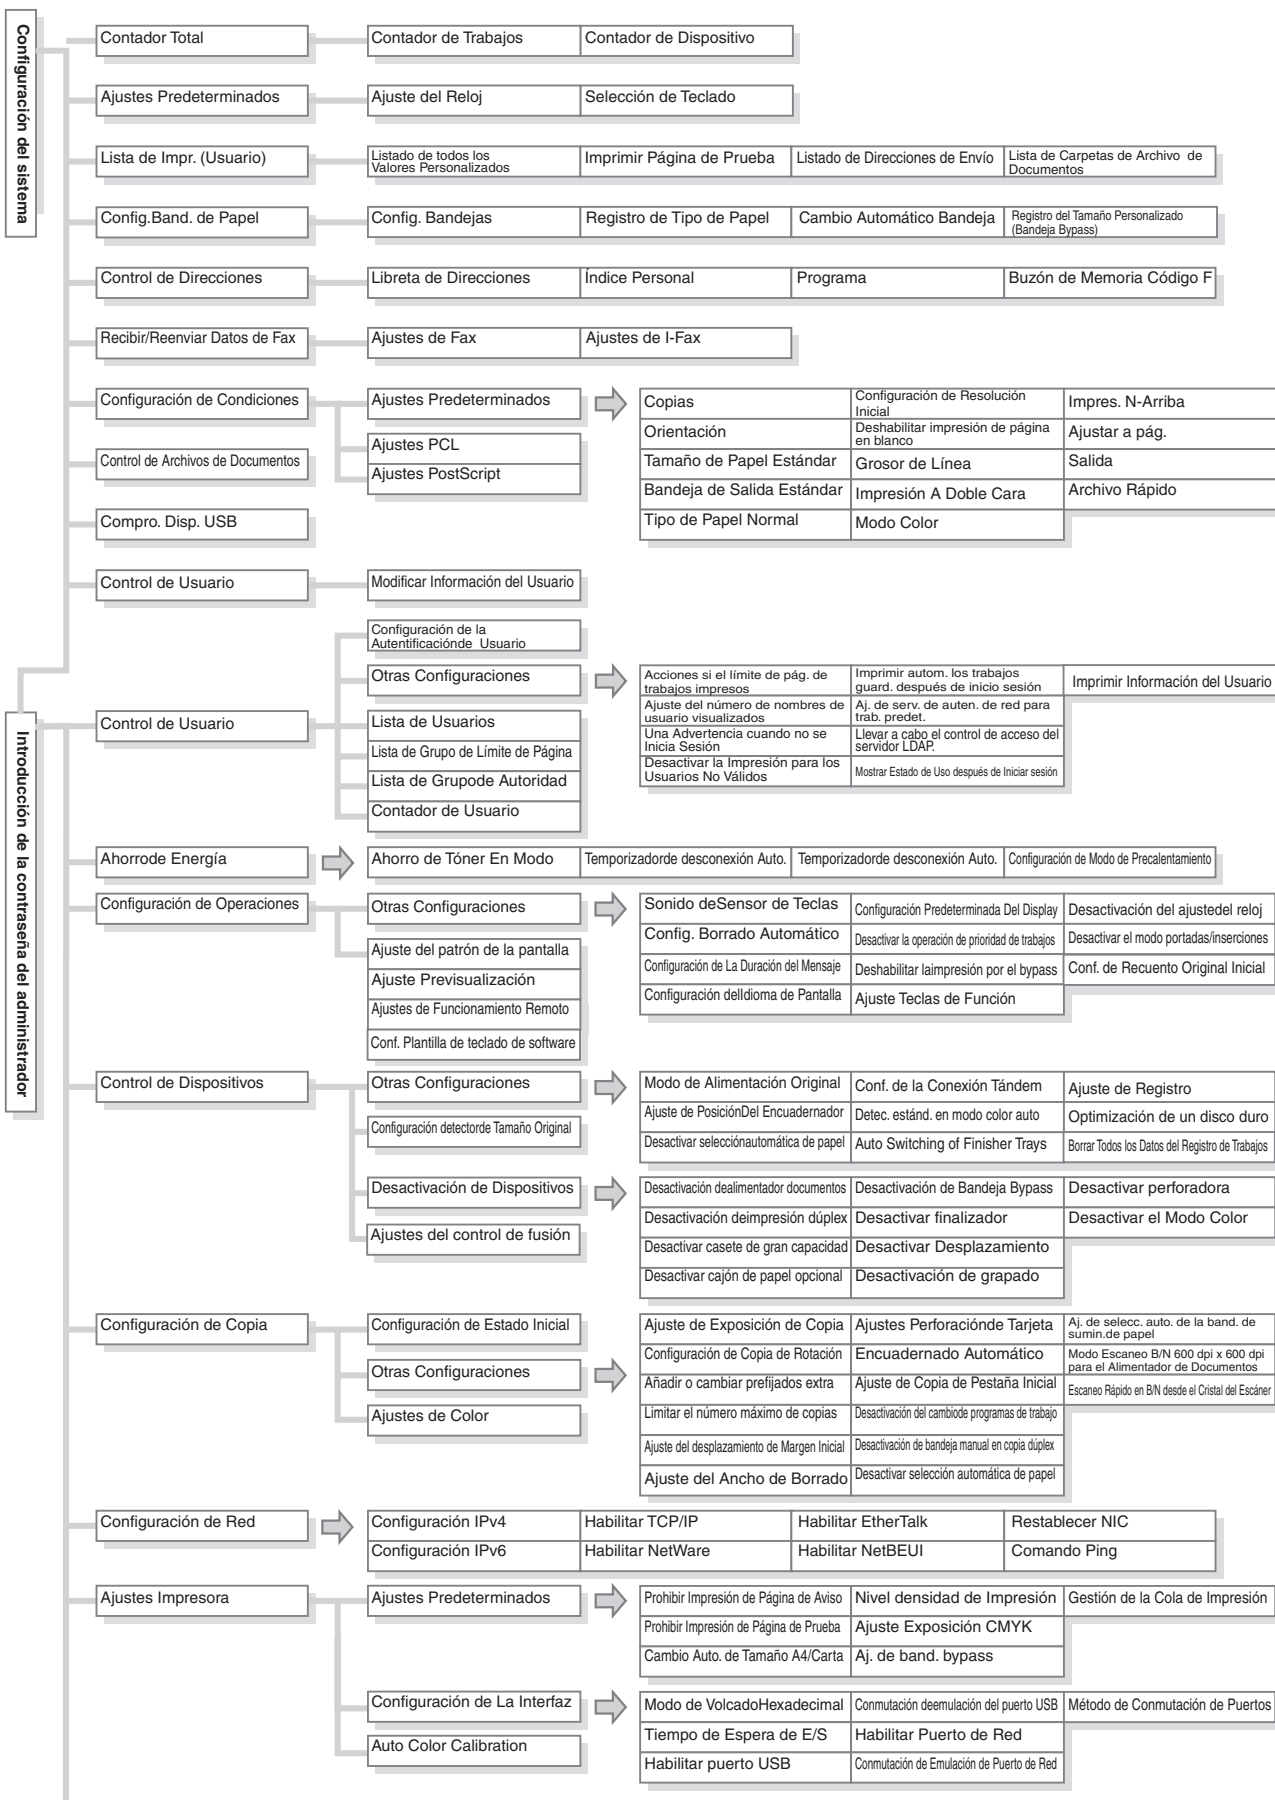 Configuración del sistema
Contador Total
Contador de Trabajos
Contador de Dispositivo
Ajustes Predeterminados
Ajuste del Reloj
Selección de Teclado
Lista de Impr. (Usuario)
Listado de todos los
Valores Personalizados
Imprimir Página de Prueba
Listado de Direcciones de Envío
Lista de Carpetas de Archivo de
Documentos
Config.Band. de Papel
Config. Bandejas
Registro de Tipo de Papel
Cambio Automático Bandeja
Registro del Tamaño Personalizado
(Bandeja Bypass)
Control de Direcciones
Libreta de Direcciones
Índice Personal
Programa
Buzón de Memoria Código F
Recibir/Reenviar Datos de Fax
Ajustes de Fax
Ajustes de I-Fax
Configuración de Condiciones
Ajustes Predeterminados
Copias
Configuración de Resolución
Inicial
Impres. N-Arriba
Orientación
Deshabilitar impresión de página
en blanco
Ajustar a pág.
Ajustes PCL
Control de Archivos de Documentos
Tamaño de Papel Estándar
Grosor de Línea
Salida
Ajustes PostScript
Bandeja de Salida Estándar
Impresión A Doble Cara
Archivo Rápido
Compro. Disp. USB
Tipo de Papel Normal
Modo Color
Control de Usuario
Modificar Información del Usuario
Introducción de la contraseña del administrador
Control de Usuario
Configuración de la
Autentificaciónde Usuario
Otras Configuraciones
Acciones si el límite de pág. de
trabajos impresos
Imprimir autom. los trabajos
guard. después de inicio sesión
Imprimir Información del Usuario
Ajuste del número de nombres de
usuario visualizados
Aj. de serv. de auten. de red para
trab. predet.
Una Advertencia cuando no se
Inicia Sesión
Llevar a cabo el control de acceso del
servidor LDAP.
Desactivar la Impresión para los
Usuarios No Válidos
Mostrar Estado de Uso después de Iniciar sesión
Lista de Usuarios
Lista de Grupo de Límite de Página
Lista de Grupode Autoridad
Contador de Usuario
Ahorrode Energía
Ahorro de Tóner En Modo
Temporizadorde desconexión Auto.
Temporizadorde desconexión Auto.
Configuración de Modo de Precalentamiento
Configuración de Operaciones
Otras Configuraciones
Sonido deSensor de Teclas
Configuración Predeterminada Del Display
Desactivación del ajustedel reloj
Config. Borrado Automático
Desactivar la operación de prioridad de trabajos
Desactivar el modo portadas/inserciones
Configuración de La Duración del Mensaje
Deshabilitar laimpresión por el bypass
Conf. de Recuento Original Inicial
Configuración delIdioma de Pantalla
Ajuste Teclas de Función
Ajuste del patrón de la pantalla
Ajuste Previsualización
Ajustes de Funcionamiento Remoto
Conf. Plantilla de teclado de software
Control de Dispositivos
Otras Configuraciones
Modo de Alimentación Original
Conf. de la Conexión Tándem
Ajuste de Registro
Ajuste de PosiciónDel Encuadernador
Detec. estánd. en modo color auto
Optimización de un disco duro
Desactivar selecciónautomática de papel
Auto Switching of Finisher Trays
Borrar Todos los Datos del Registro de Trabajos
Configuración detectorde Tamaño Original
Desactivación de Dispositivos
Desactivación dealimentador documentos
Desactivación de Bandeja Bypass
Desactivar perforadora
Desactivación deimpresión dúplex
Desactivar finalizador
Desactivar el Modo Color
Desactivar casete de gran capacidad
Desactivar Desplazamiento
Desactivar cajón de papel opcional
Desactivación de grapado
Ajustes del control de fusión
Configuración de Copia
Configuración de Estado Inicial
Otras Configuraciones
Ajustes de Color
Ajuste de Exposición de Copia
Ajustes Perforaciónde Tarjeta
Aj. de selecc. auto. de la band. de
sumin.de papel
Configuración de Copia de Rotación
Encuadernado Automático
Modo Escaneo B/N 600 dpi x 600 dpi
para el Alimentador de Documentos
Añadir o cambiar prefijados extra
Ajuste de Copia de Pestaña Inicial
Escaneo Rápido en B/N desde el Cristal del Escáner
Limitar el número máximo de copias
Desactivación del cambiode programas de trabajo
Ajuste del desplazamiento de Margen Inicial
Desactivación de bandeja manual en copia dúplex
Ajuste del Ancho de Borrado
Desactivar selección automática de papel
Configuración de Red
Configuración IPv4
Habilitar TCP/IP
Habilitar EtherTalk
Restablecer NIC
Configuración IPv6
Habilitar NetWare
Habilitar NetBEUI
Comando Ping
Ajustes Impresora
Ajustes Predeterminados
Prohibir Impresión de Página de Aviso
Nivel densidad de Impresión
Gestión de la Cola de Impresión
Prohibir Impresión de Página de Prueba
Ajuste Exposición CMYK
Cambio Auto. de Tamaño A4/Carta
Aj. de band. bypass
Configuración de La Interfaz
Modo de VolcadoHexadecimal
Conmutación deemulación del puerto USB
Método de Conmutación de Puertos
Tiempo de Espera de E/S
Habilitar Puerto de Red
Habilitar puerto USB
Conmutación de Emulación de Puerto de Red
Auto Color Calibration